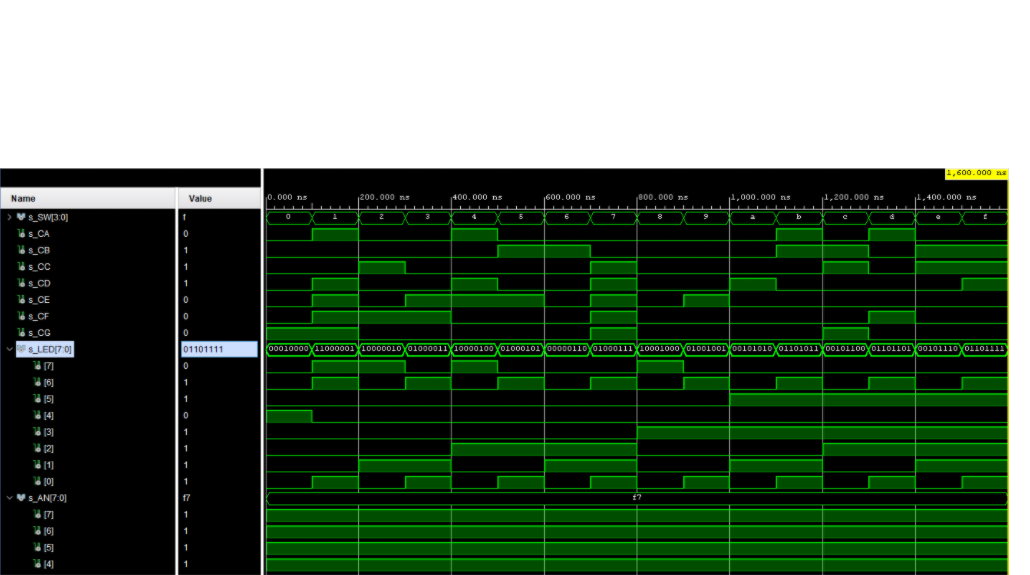 1,600.000 ns
Name Value 0.000 ns 200.000 ns 400.000 ns 600.000 ns 800.000 ns 1,000.000 ns 1,200.000 ns 1,400.000 ns
s_SW[3:0] f 0 1 2 3 4 5 6 7 8 9 a b c d e f
s_CA 0
s_CB 1
s_CC 1
s_CD 1
s_CE 0
s_CF 0
s_CG 0
s_LED[7:0] 01101111 00010000 11000001 10000010 01000011 10000100 01000101 00000110 01000111 10001000 01001001 00101010 01101011 00101100 01101101 00101110 01101111
[7] 0
[6] 1
[5] 1
[4] 0
[3] 1
[2] 1
[1] 1
[0] 1
s_AN[7:0] f7 f7
[7] 1
[6] 1
[5] 1
[4] 1